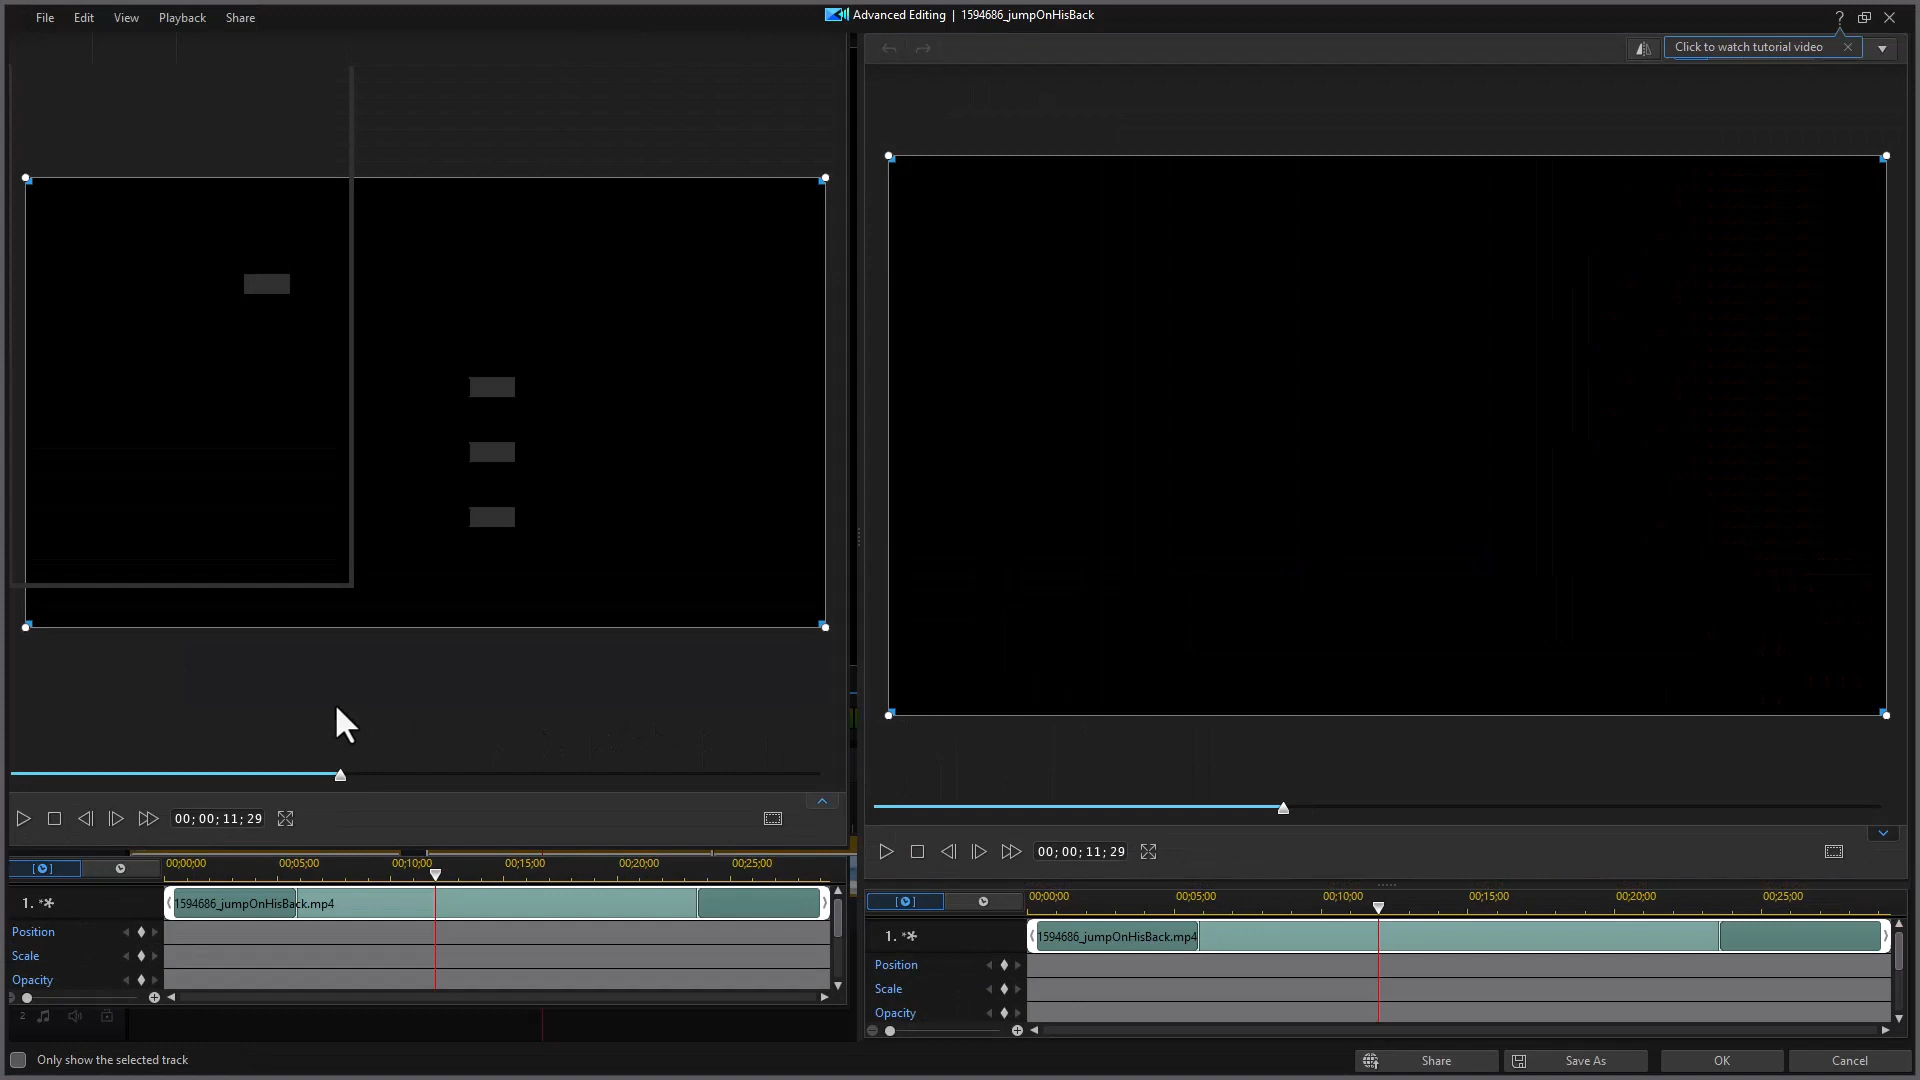 File Edit View Playback Share
Advanced Editing | 1594686_jumpOnHisBack
?
Click to watch tutorial video
00; 00; 11; 29
00;00;00 00;05;00 00;10;00 00;15;00 00;20;00 00;25;00
1. 1594686_jumpOnHisBack.mp4
Position
Scale
Opacity
2
00; 00; 11; 29
00;00;00 00;05;00 00;10;00 00;15;00 00;20;00 00;25;00
1. 1594686_jumpOnHisBack.mp4
Position
Scale
Opacity
Only show the selected track
Share Save As OK Cancel